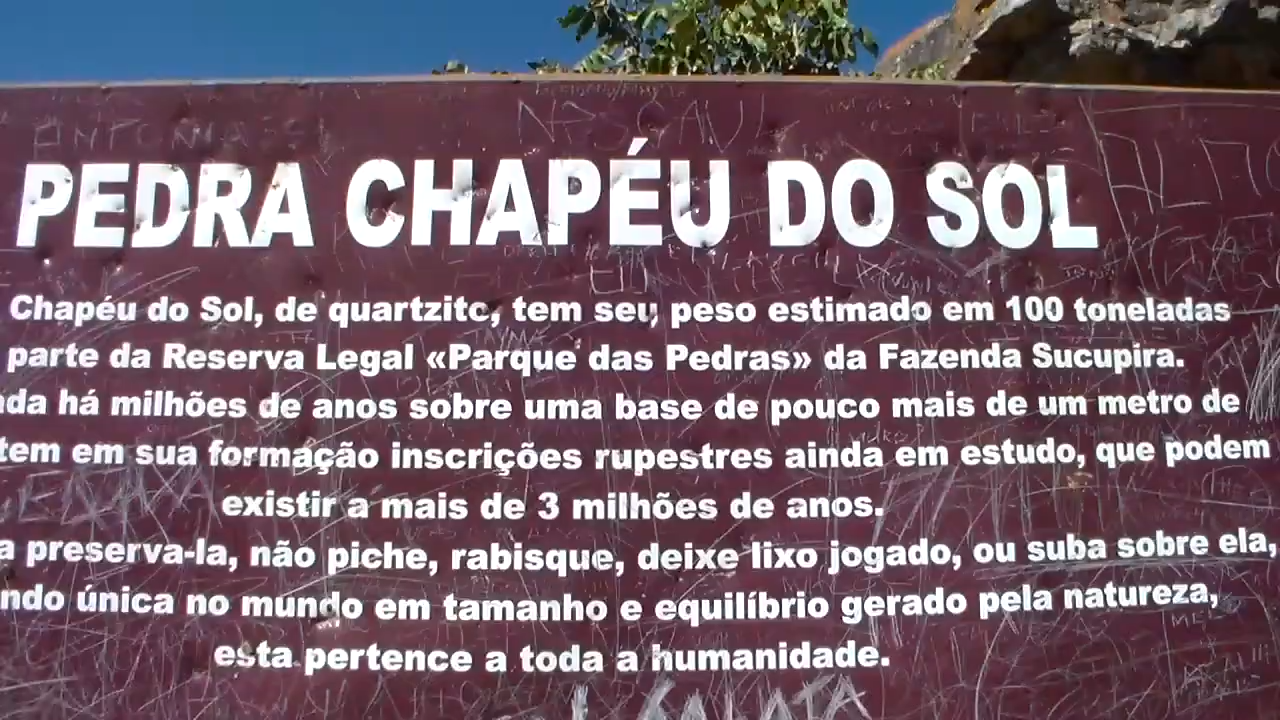 PEDRA CHAPÉU DO SOL
Chapéu do Sol, de quartzito, tem seu peso estimado em 100 toneladas
parte da Reserva Legal «Parque das Pedras» da Fazenda Sucupira.
há milhões de anos sobre uma base de pouco mais de um metro de
tem em sua formação inscrições rupestres ainda em estudo, que podem
existir a mais de 3 milhões de anos.
preserva-la, não piche, rabisque, deixe lixo jogado, ou suba sobre ela,
única no mundo em tamanho e equilíbrio gerado pela natureza,
esta pertence a toda a humanidade.